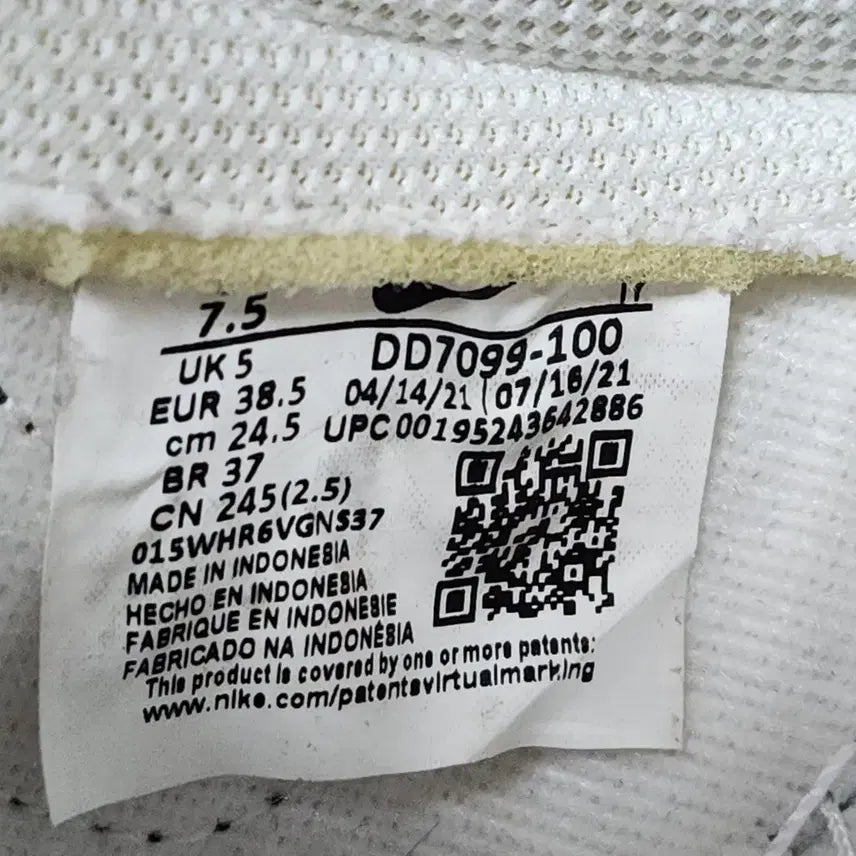 7.5
UK 5
EUR 38.5
cm 24.5
BR 37
CN 245(2.5)
015WHR6VGNS37
DD7099-100
04/14/21 07/16/21
UPC 00195243642886
MADE IN INDONESIA
HECHO EN INDONESIA
FABRIQUE EN INDONESIE
FABRICADO NA INDONÉSIA
This product is covered by one or more patents:
www.nike.com/patentsvirtualmarking